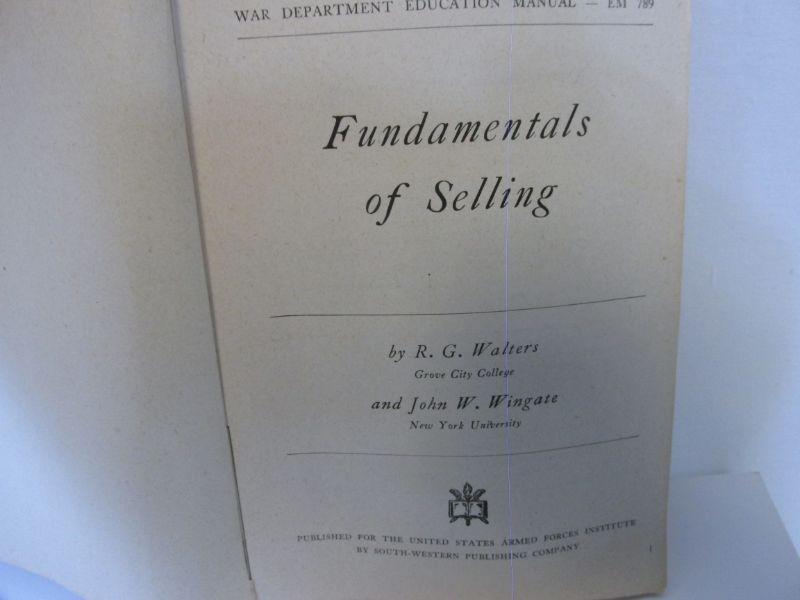 WAR DEPARTMENT EDUCATION MANUAL — EM 789
Fundamentals
of Selling
by R. G. Walters
Grove City College
and John W. Wingate
New York University
PUBLISHED FOR THE UNITED STATES ARMED FORCES INSTITUTE
BY SOUTH-WESTERN PUBLISHING COMPANY